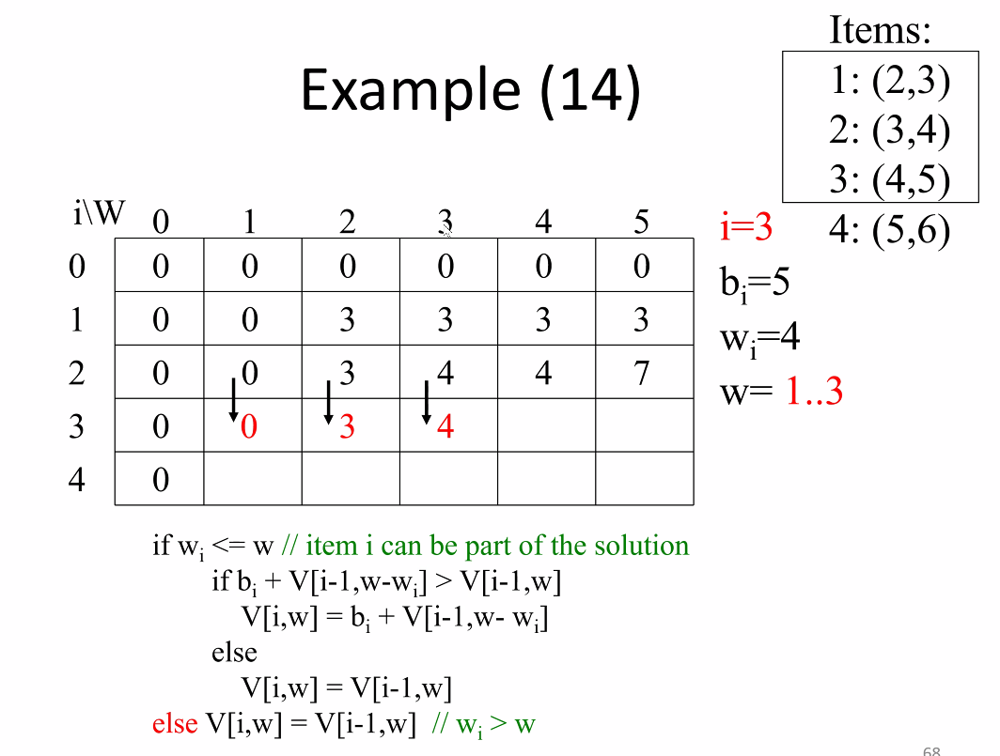 Example (14)
Items:
1: (2,3)
2: (3,4)
3: (4,5)
4: (5,6)
i\W 0 1 2 3 4 5
0 0 0 0 0 0 0
1 0 0 3 3 3 3
2 0 0 3 4 4 7
3 0 0 3 4
4 0
i=3
bi=5
wi=4
w= 1..3
if wi <= w // item i can be part of the solution
if bi + V[i-1,w-wi] > V[i-1,w]
V[i,w] = bi + V[i-1,w- wi]
else
V[i,w] = V[i-1,w]
else V[i,w] = V[i-1,w] // wi > w
68